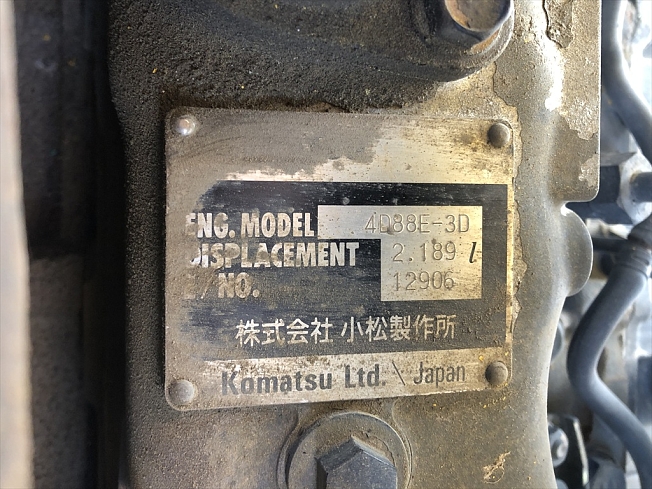 ENG. MODEL 4D88E-3D
DISPLACEMENT 2.189 l
E/NO. 12906
株式会社 小松製作所
Komatsu Ltd. \ Japan